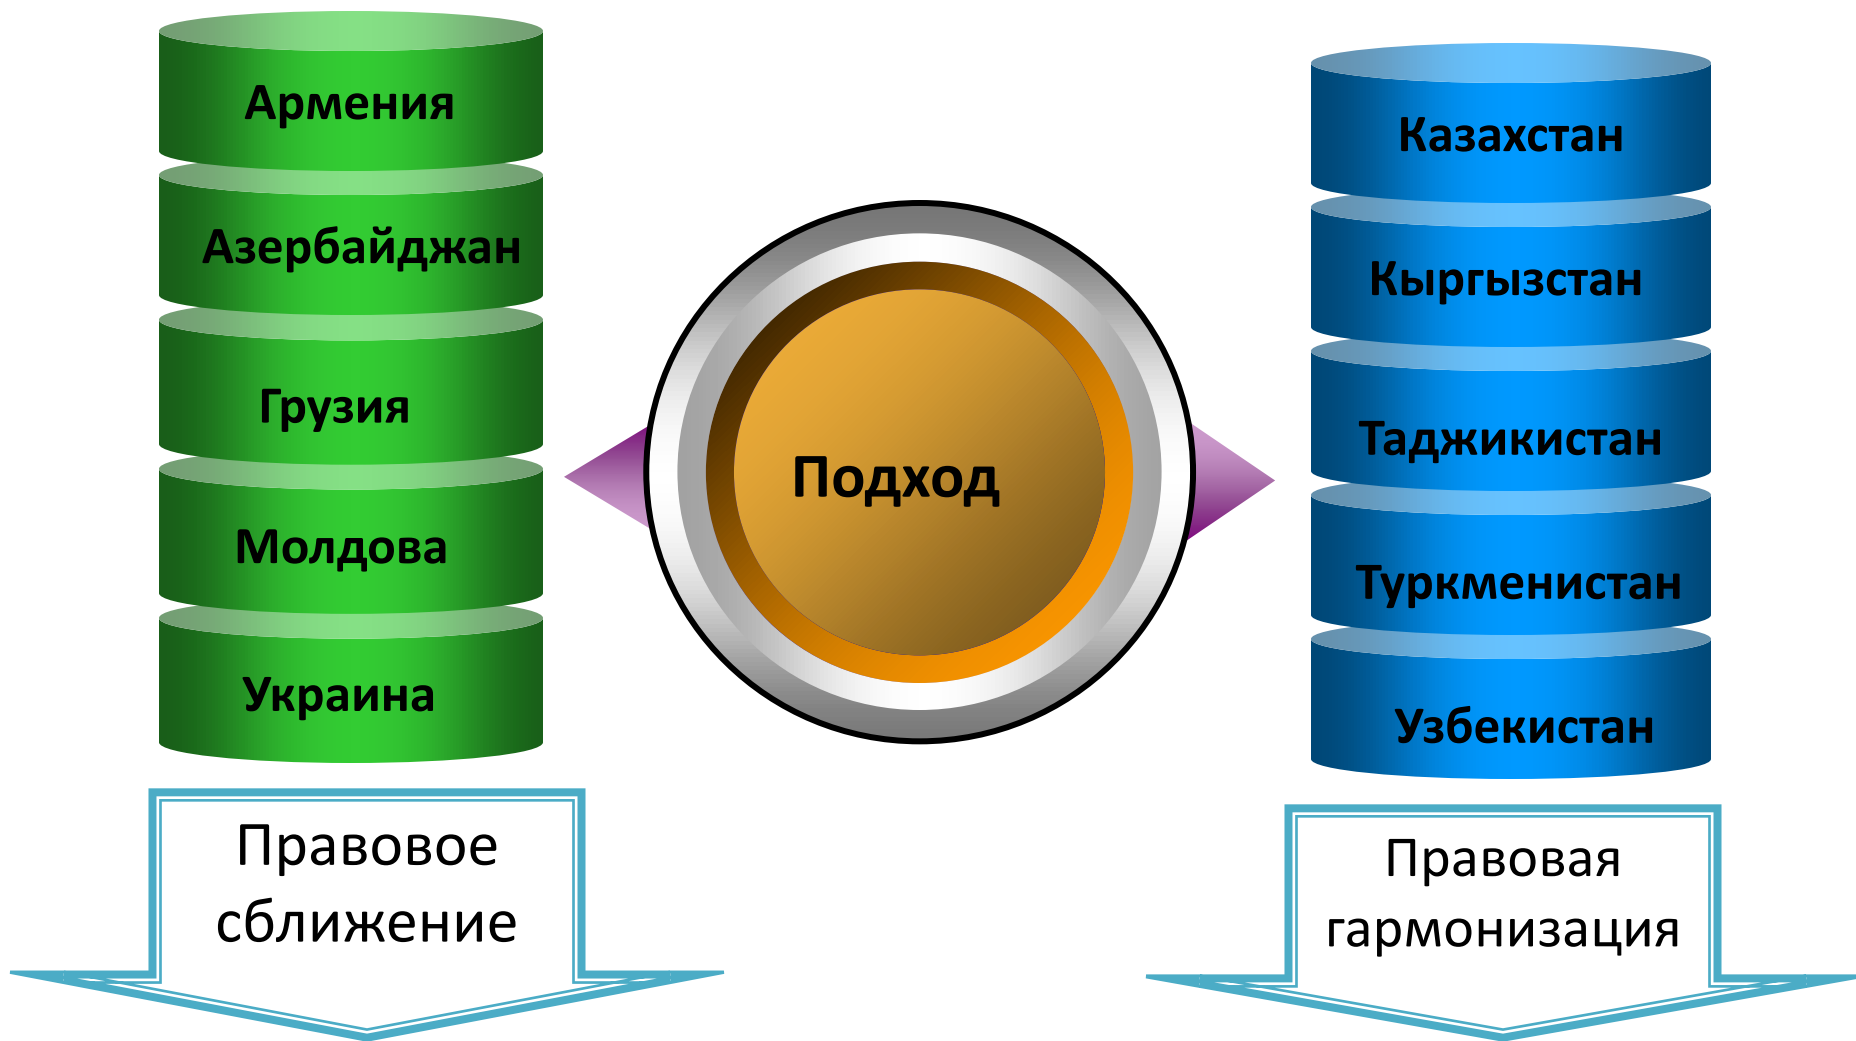 Армения
Азербайджан
Грузия
Молдова
Украина
Правовое
сближение
Подход
Казахстан
Кыргызстан
Таджикистан
Туркменистан
Узбекистан
Правовая
гармонизация